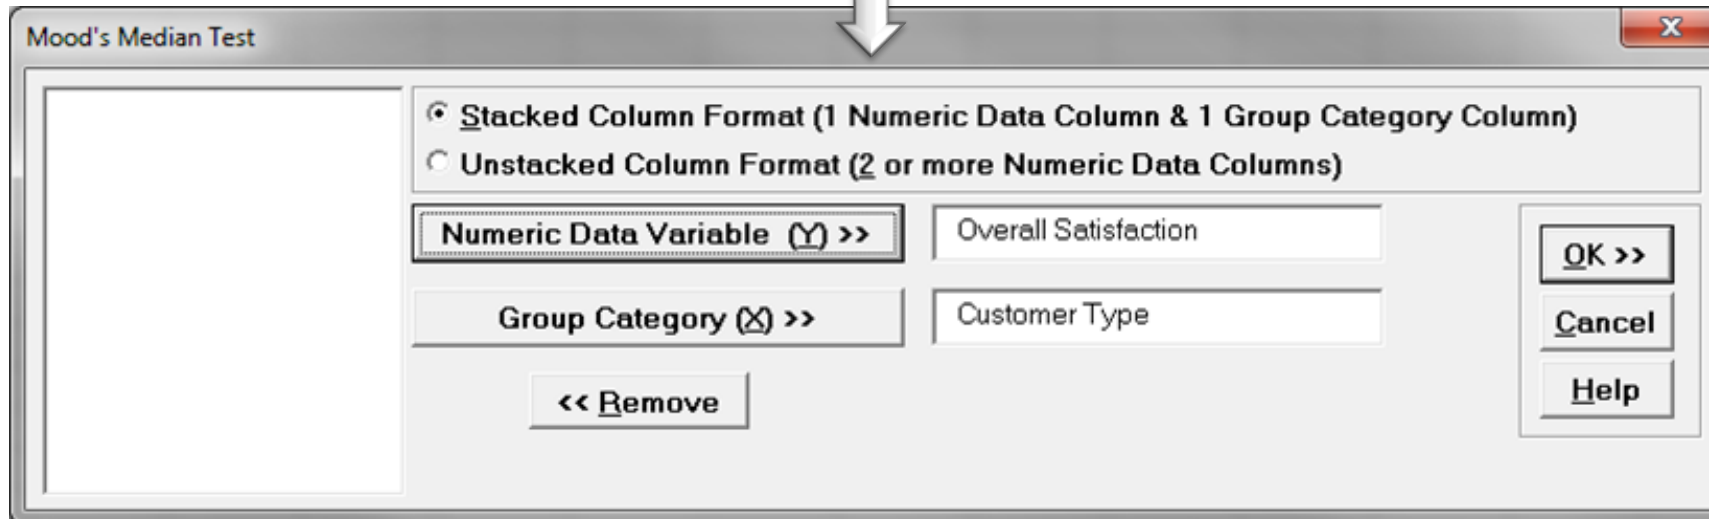 Mood's Median Test
Stacked Column Format (1 Numeric Data Column & 1 Group Category Column)
Unstacked Column Format (2 or more Numeric Data Columns)
Numeric Data Variable (Y) >>
Overall Satisfaction
Group Category (X) >>
Customer Type
<< Remove
OK >>
Cancel
Help